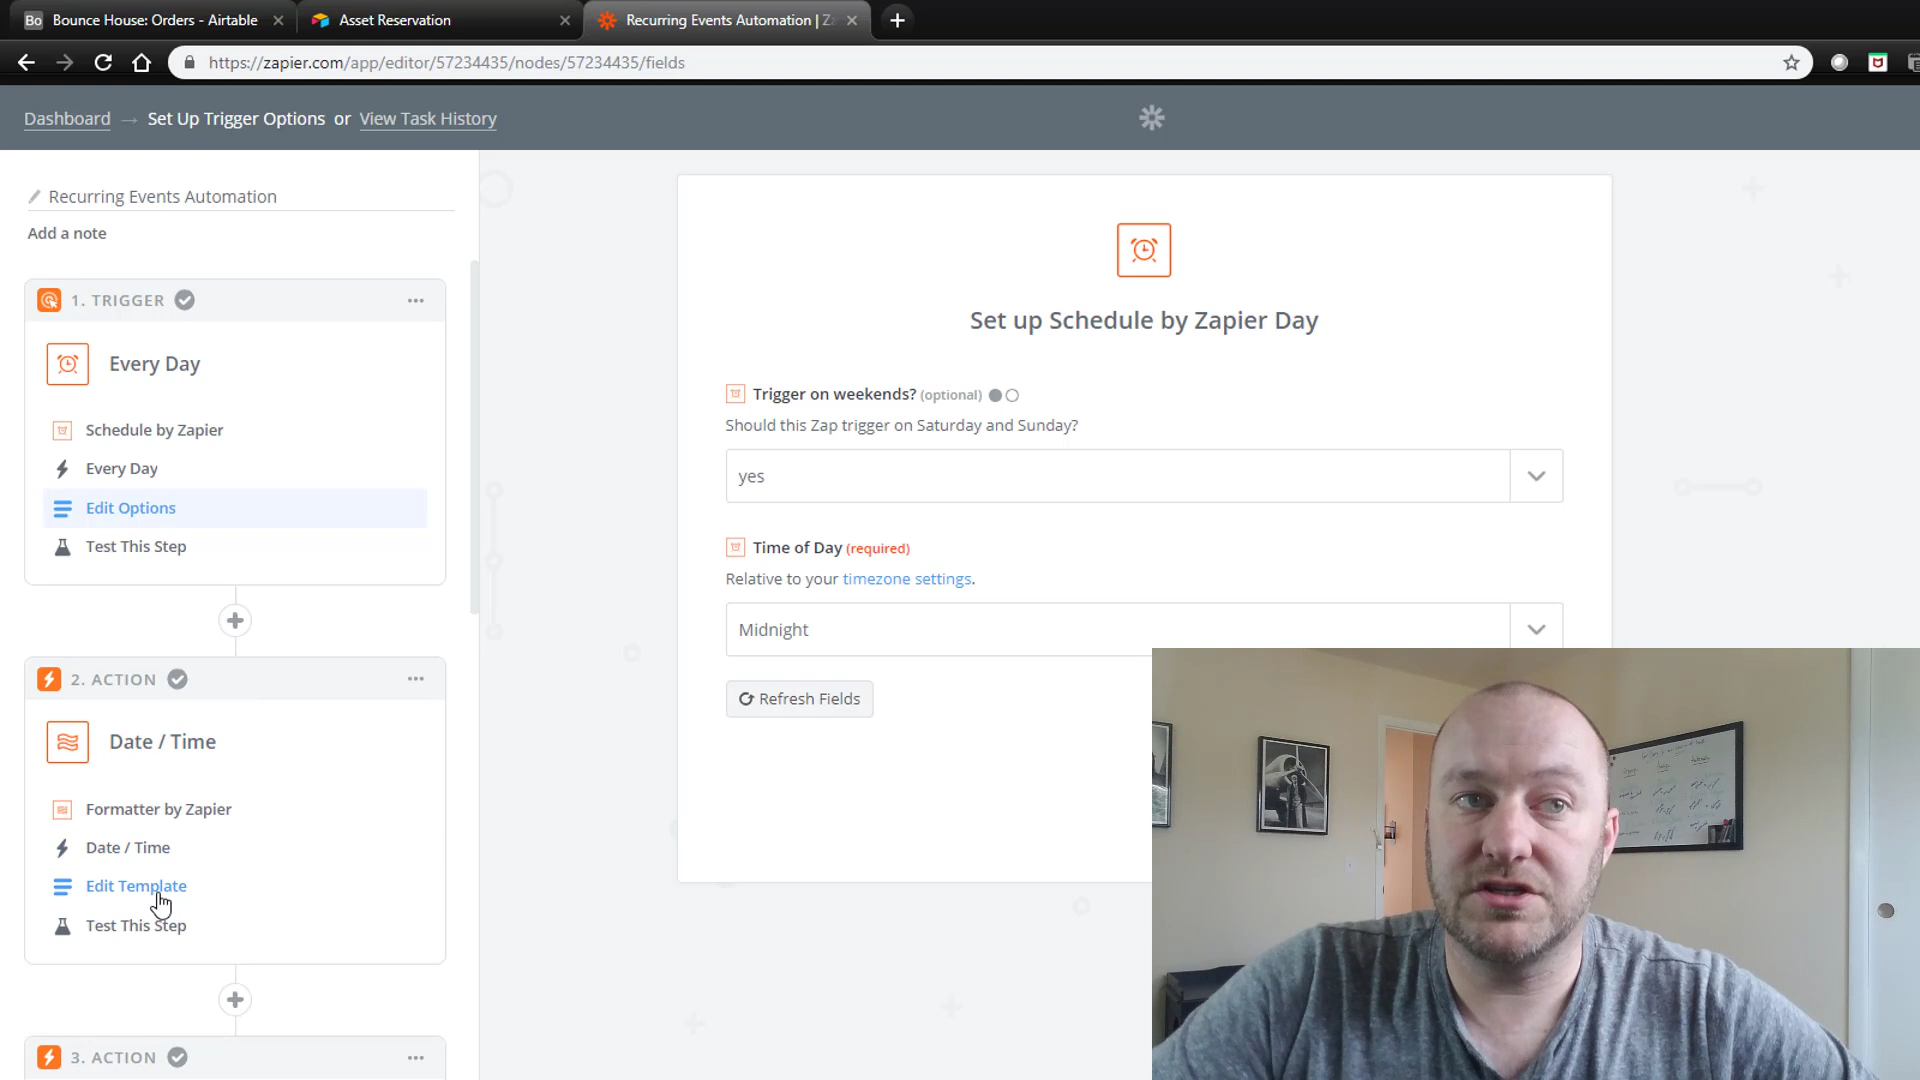 Bo Bounce House: Orders - Airtable
Asset Reservation
Recurring Events Automation | Za
https://zapier.com/app/editor/57234435/nodes/57234435/fields
Dashboard → Set Up Trigger Options or View Task History
Recurring Events Automation
Add a note
1. TRIGGER
Every Day
Schedule by Zapier
Every Day
Edit Options
Test This Step
2. ACTION
Date / Time
Formatter by Zapier
Date / Time
Edit Template
Test This Step
3. ACTION
Set up Schedule by Zapier Day
Trigger on weekends? (optional)
Should this Zap trigger on Saturday and Sunday?
yes
Time of Day (required)
Relative to your timezone settings.
Midnight
Refresh Fields